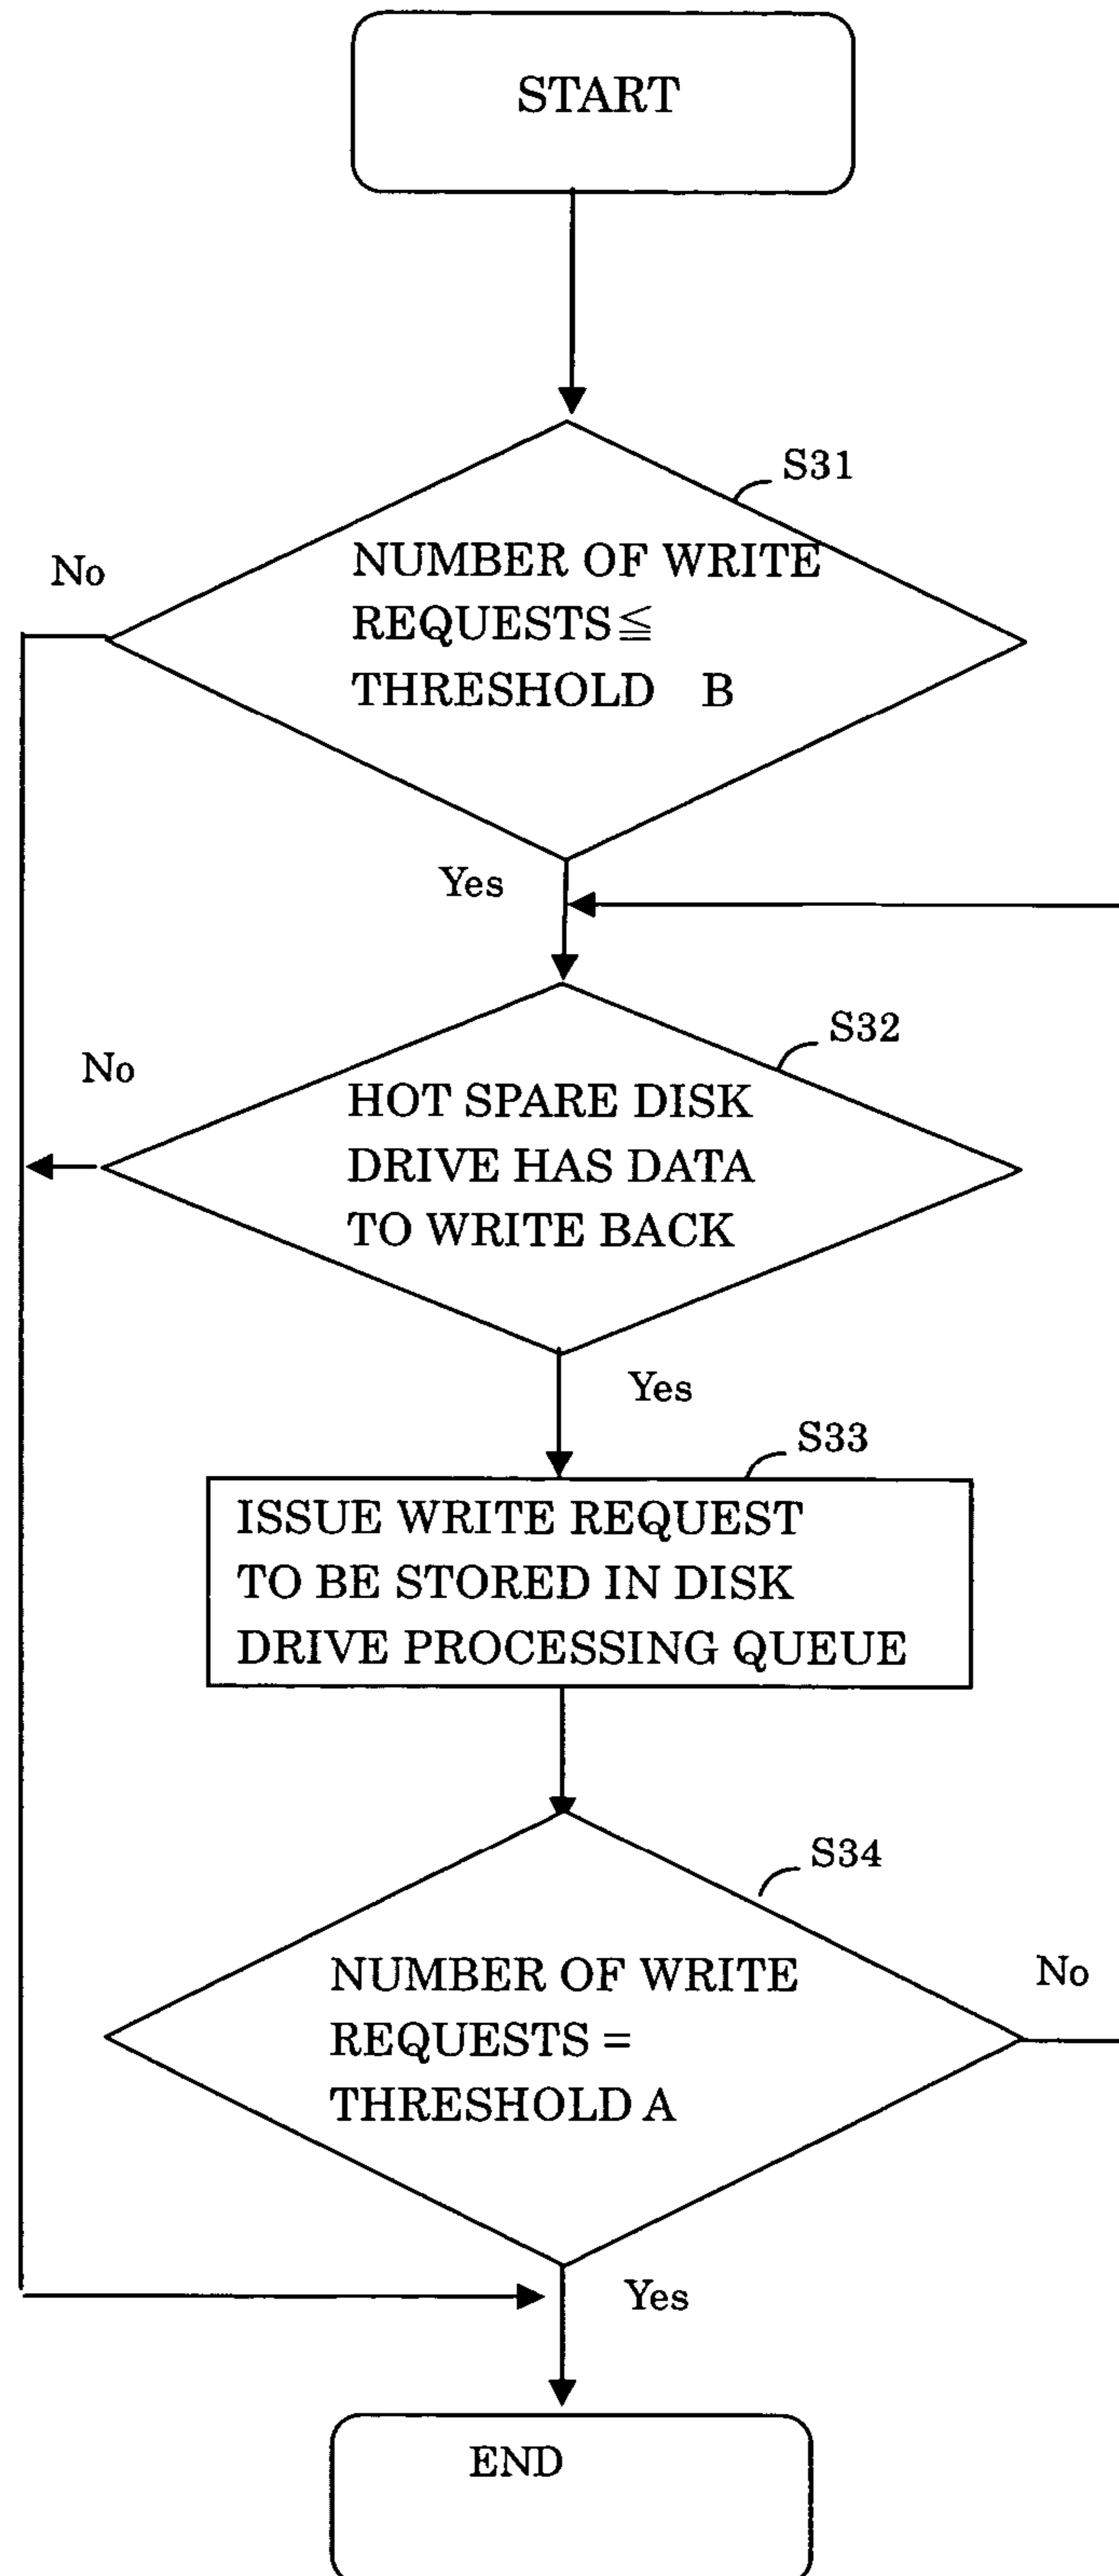 START
S31
No
NUMBER OF WRITE
REQUESTS≦
THRESHOLD B
Yes
S32
No
HOT SPARE DISK
DRIVE HAS DATA
TO WRITE BACK
Yes
S33
ISSUE WRITE REQUEST
TO BE STORED IN DISK
DRIVE PROCESSING QUEUE
S34
NUMBER OF WRITE
REQUESTS =
THRESHOLD A
No
Yes
END